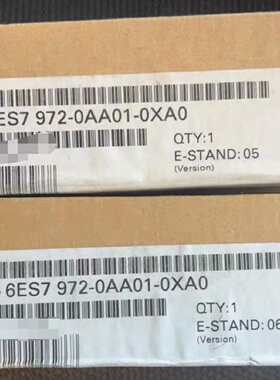 6ES7 972-0AA01-0XA0
QTY:1
E-STAND:05
(Version)
6ES7 972-0AA01-0XA0
QTY:1
E-STAND:06
(Version)